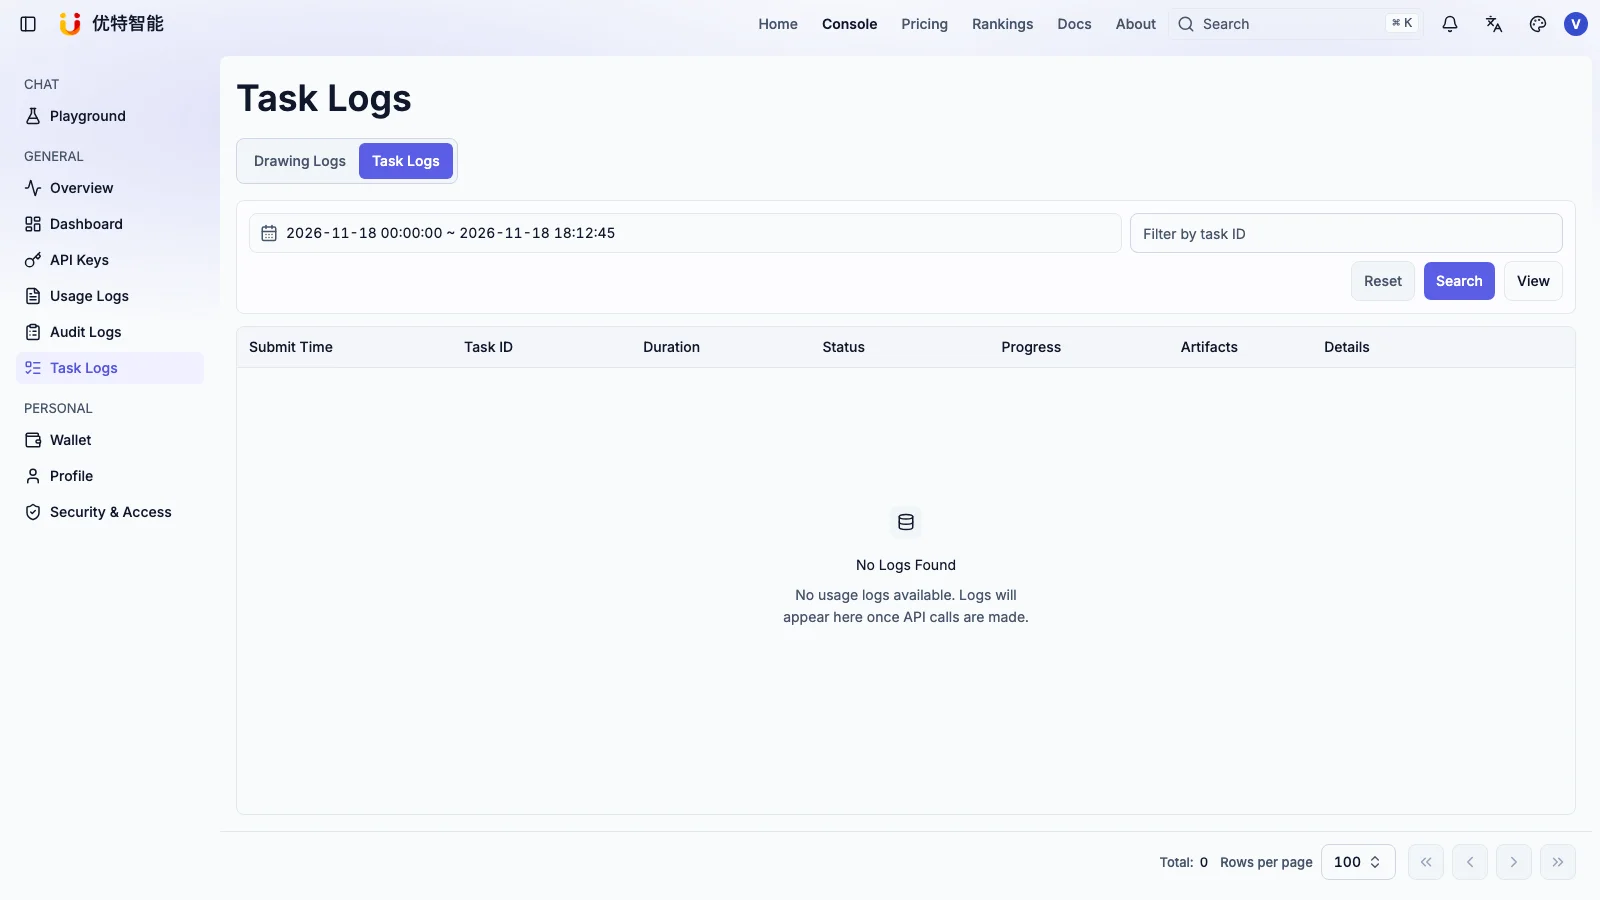 优特智能
Home
Console
Pricing
Rankings
Docs
About
Search
⌘ K
V
CHAT
Playground
GENERAL
Overview
Dashboard
API Keys
Usage Logs
Audit Logs
Task Logs
PERSONAL
Wallet
Profile
Security & Access
Task Logs
Drawing Logs
Task Logs
2026-11-18 00:00:00 ~ 2026-11-18 18:12:45
Filter by task ID
Reset
Search
View
Submit Time
Task ID
Duration
Status
Progress
Artifacts
Details
No Logs Found
No usage logs available. Logs will
appear here once API calls are made.
Total: 0
Rows per page
100